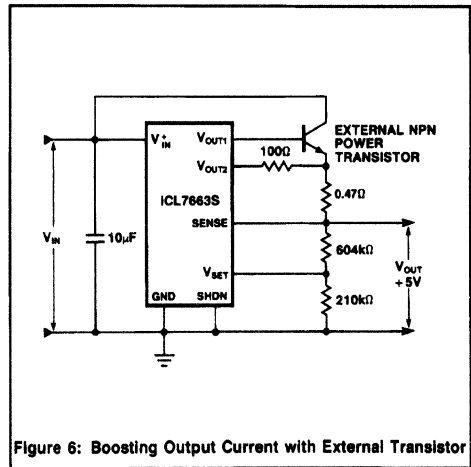 V+IN
VOUT1
EXTERNAL NPN
POWER
TRANSISTOR
100Ω
VOUT2
0.47Ω
ICL7663S
SENSE
VIN
10μF
604kΩ
VOUT
+5V
VSET
210kΩ
GND
SHDN
Figure 6: Boosting Output Current with External Transistor